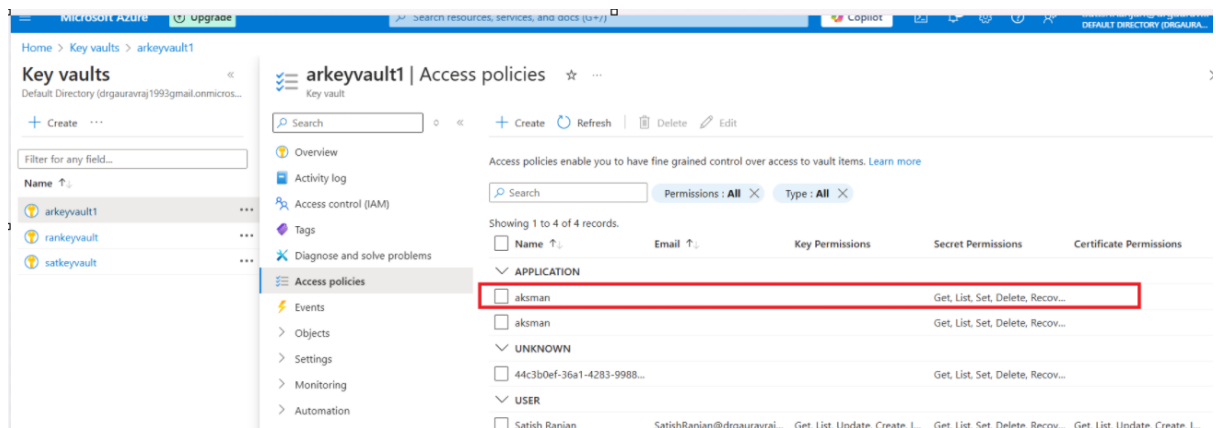 Microsoft Azure
Upgrade
Search resources, services, and docs (G+/)
Copilot
DEFAULT DIRECTORY (DRGAURA...
Home > Key vaults > arkeyvault1
Key vaults
Default Directory (drgauravraj1993gmail.onmicros...
Create
Filter for any field...
Name
arkeyvault1
rankeyvault
satkeyvault
arkeyvault1 | Access policies
Key vault
Search
Overview
Activity log
Access control (IAM)
Tags
Diagnose and solve problems
Access policies
Events
Objects
Settings
Monitoring
Automation
Create Refresh Delete Edit
Access policies enable you to have fine grained control over access to vault items. Learn more
Search Permissions : All Type : All
Showing 1 to 4 of 4 records.
Name Email Key Permissions Secret Permissions Certificate Permissions
APPLICATION
aksman Get, List, Set, Delete, Recov...
aksman Get, List, Set, Delete, Recov...
UNKNOWN
44c3b0ef-36a1-4283-9988... Get, List, Set, Delete, Recov...
USER
Satish Ranjan SatishRanjan@drgauravraj... Get, List, Update, Create, I... Get, List, Set, Delete, Recov... Get, List, Update, Create, I...